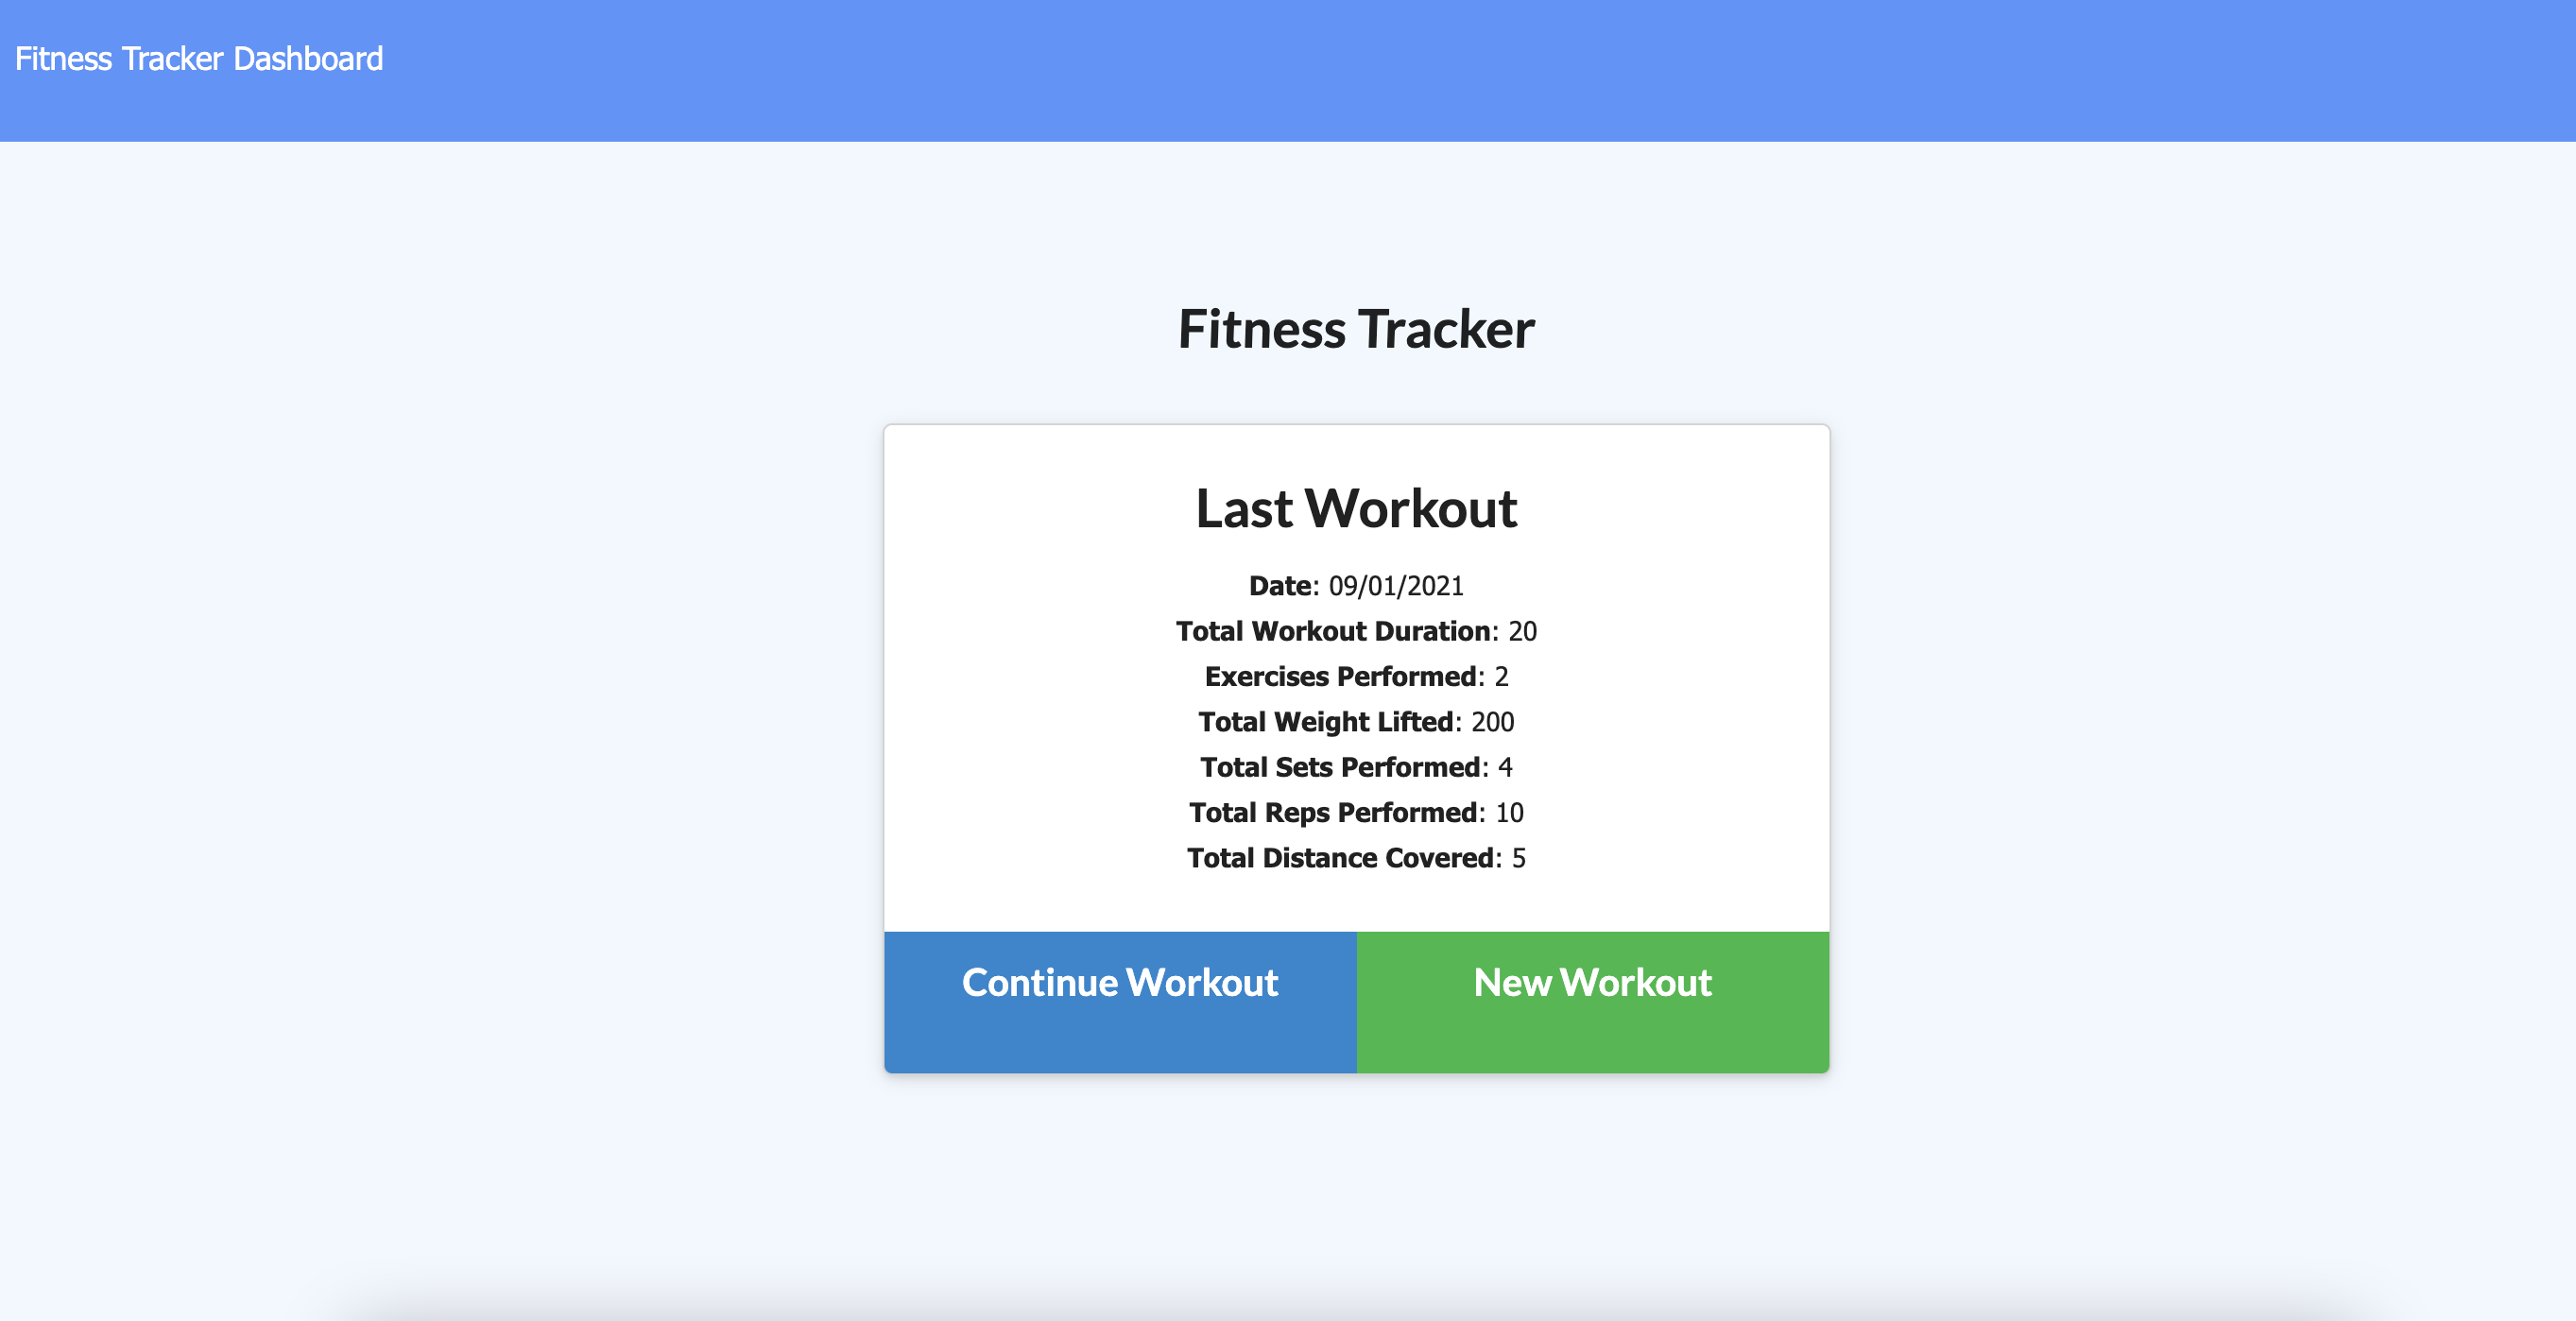 Fitness Tracker Dashboard
Fitness Tracker
Last Workout
Date: 09/01/2021
Total Workout Duration: 20
Exercises Performed: 2
Total Weight Lifted: 200
Total Sets Performed: 4
Total Reps Performed: 10
Total Distance Covered: 5
Continue Workout
New Workout